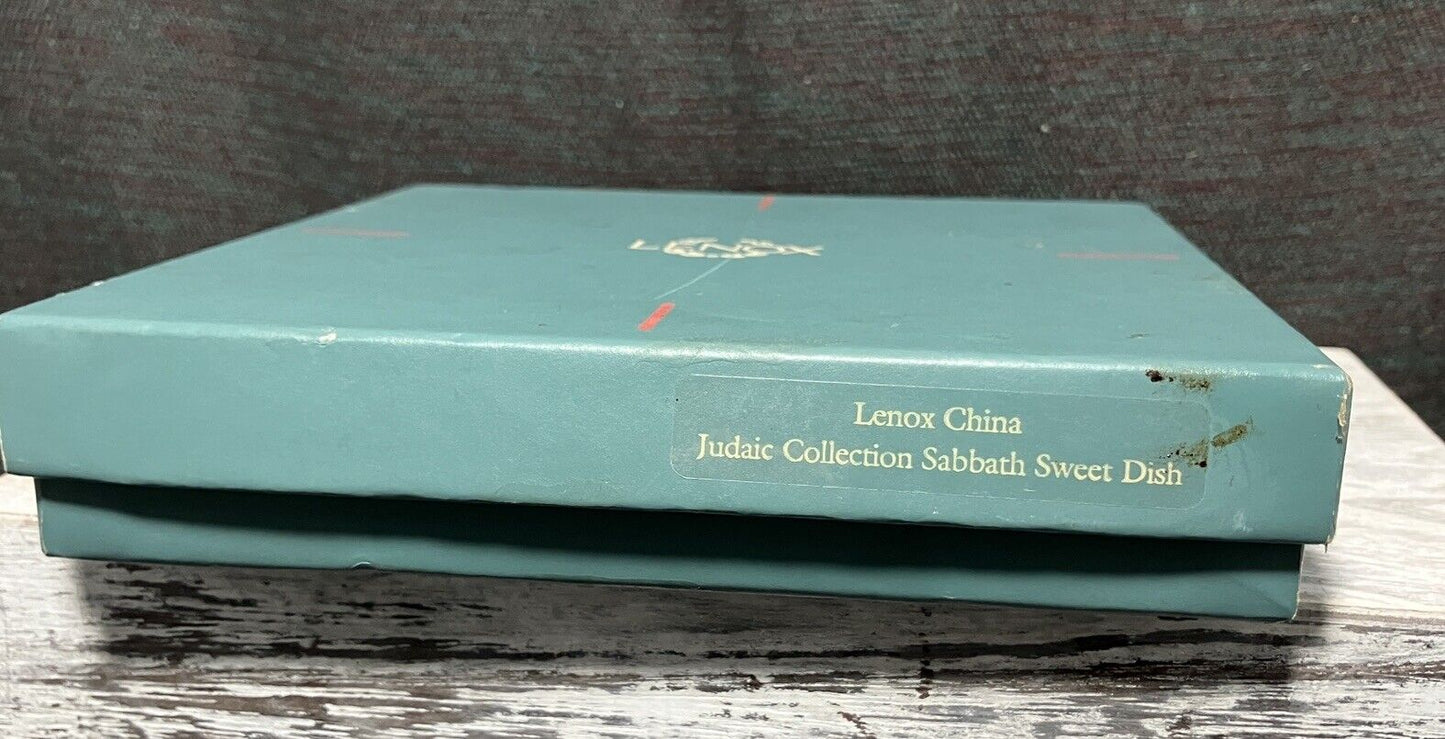 LENOX
Lenox China
Judaic Collection Sabbath Sweet Dish